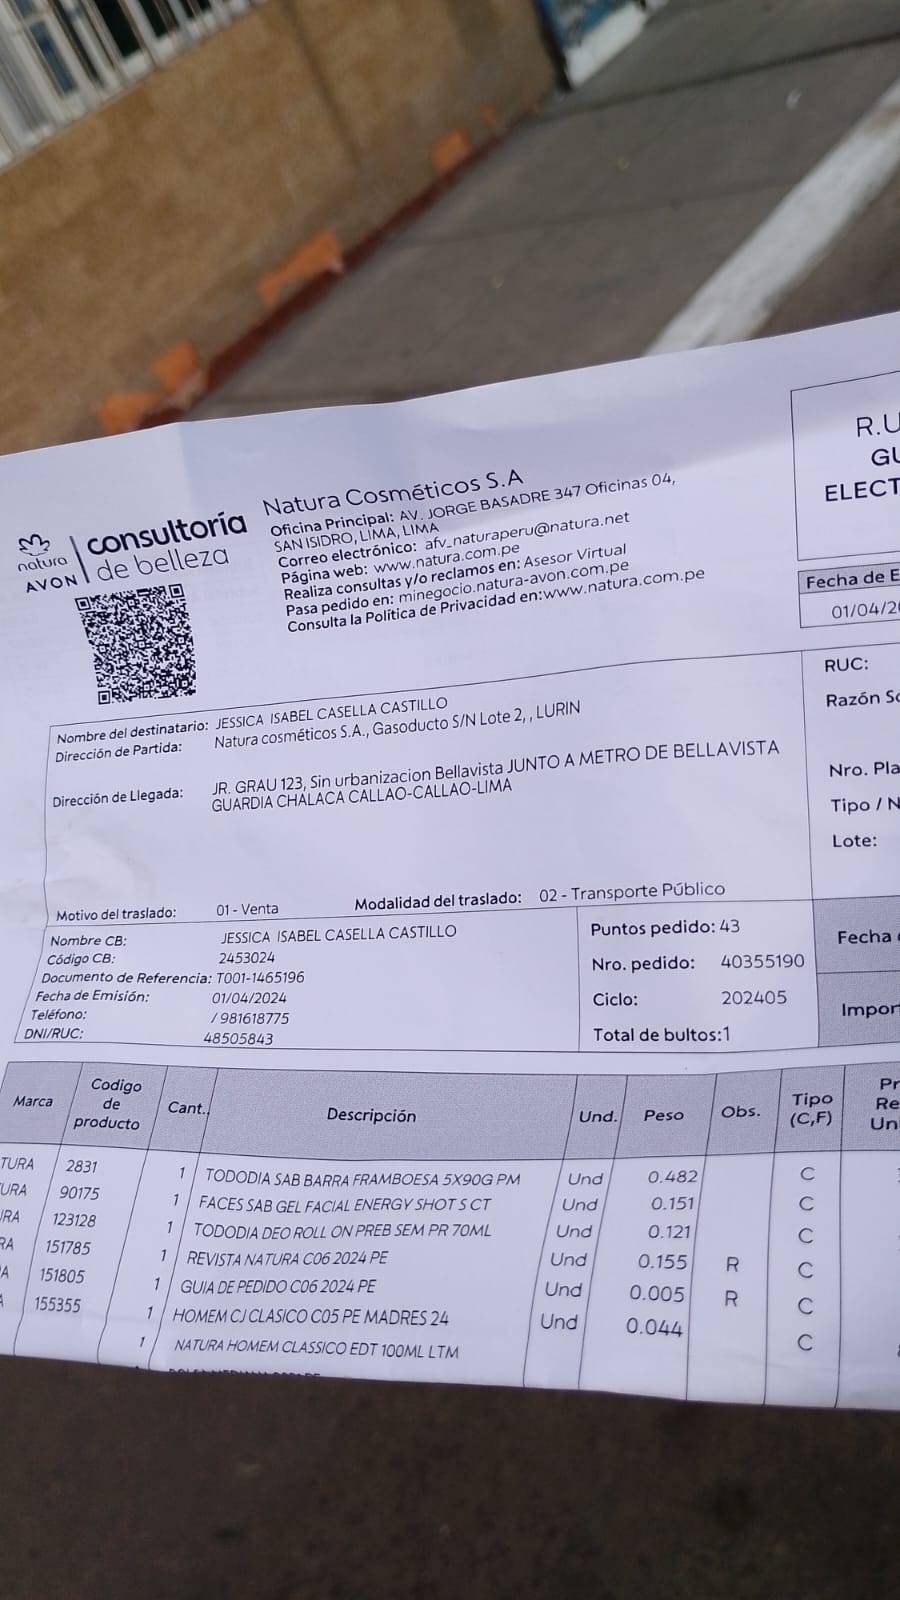 natura
AVON
consultoría
de belleza
Natura Cosméticos S.A
Oficina Principal: AV. JORGE BASADRE 347 Oficinas 04,
SAN ISIDRO, LIMA, LIMA
Correo electrónico: afv_naturaperu@natura.net
Página web: www.natura.com.pe
Realiza consultas y/o reclamos en: Asesor Virtual
Pasa pedido en: minegocio.natura-avon.com.pe
Consulta la Política de Privacidad en:www.natura.com.pe
R.U
GU
ELECT
Fecha de E
01/04/20
Nombre del destinatario: JESSICA ISABEL CASELLA CASTILLO
Dirección de Partida: Natura cosméticos S.A., Gasoducto S/N Lote 2, , LURIN
Dirección de Llegada: JR. GRAU 123, Sin urbanizacion Bellavista JUNTO A METRO DE BELLAVISTA
GUARDIA CHALACA CALLAO-CALLAO-LIMA
RUC:
Razón So
Nro. Pla
Tipo / N
Lote:
Motivo del traslado: 01 - Venta Modalidad del traslado: 02 - Transporte Público
Nombre CB: JESSICA ISABEL CASELLA CASTILLO
Código CB: 2453024
Documento de Referencia: T001-1465196
Fecha de Emisión: 01/04/2024
Teléfono: / 981618775
DNI/RUC: 48505843
Puntos pedido: 43
Nro. pedido: 40355190
Ciclo: 202405
Total de bultos:1
Fecha
Impor
Marca Codigo de producto Cant. Descripción Und. Peso Obs. Tipo (C,F) Pr Re Un
TURA 2831 1 TODODIA SAB BARRA FRAMBOESA 5X90G PM Und 0.482 C
URA 90175 1 FACES SAB GEL FACIAL ENERGY SHOT S CT Und 0.151 C
RA 123128 1 TODODIA DEO ROLL ON PREB SEM PR 70ML Und 0.121 C
RA 151785 1 REVISTA NATURA C06 2024 PE Und 0.155 R C
A 151805 1 GUIA DE PEDIDO C06 2024 PE Und 0.005 R C
155355 1 HOMEM CJ CLASICO C05 PE MADRES 24 Und 0.044 C
1 NATURA HOMEM CLASSICO EDT 100ML LTM